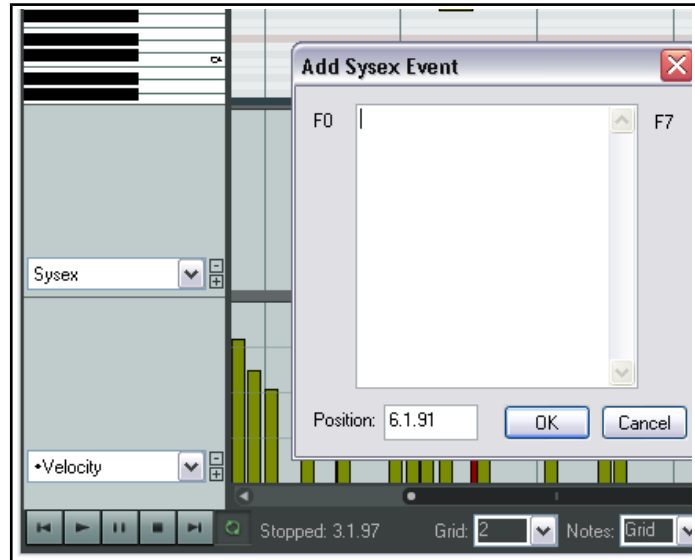 Add Sysex Event
F0
F7
Sysex
Position: 6.1.91 OK Cancel
•Velocity
Stopped: 3.1.97 Grid: 2 Notes: Grid